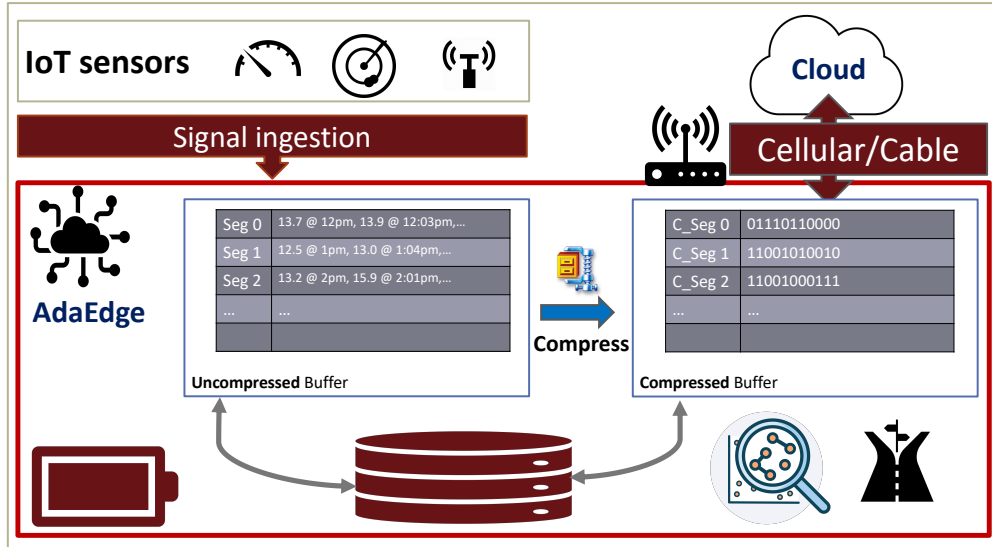 IoT sensors
Cloud
Signal ingestion
Cellular/Cable
AdaEdge
Seg 0 13.7 @ 12pm, 13.9 @ 12:03pm,...
Seg 1 12.5 @ 1pm, 13.0 @ 1:04pm,...
Seg 2 13.2 @ 2pm, 15.9 @ 2:01pm,...
... ...
Uncompressed Buffer
Compress
C_Seg 0 01110110000
C_Seg 1 11001010010
C_Seg 2 11001000111
... ...
Compressed Buffer